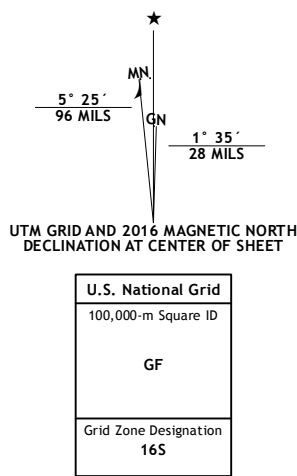 MN.
GN
5° 25´
96 MILS
1° 35´
28 MILS
UTM GRID AND 2016 MAGNETIC NORTH
DECLINATION AT CENTER OF SHEET
U.S. National Grid
100,000-m Square ID
GF
Grid Zone Designation
16S